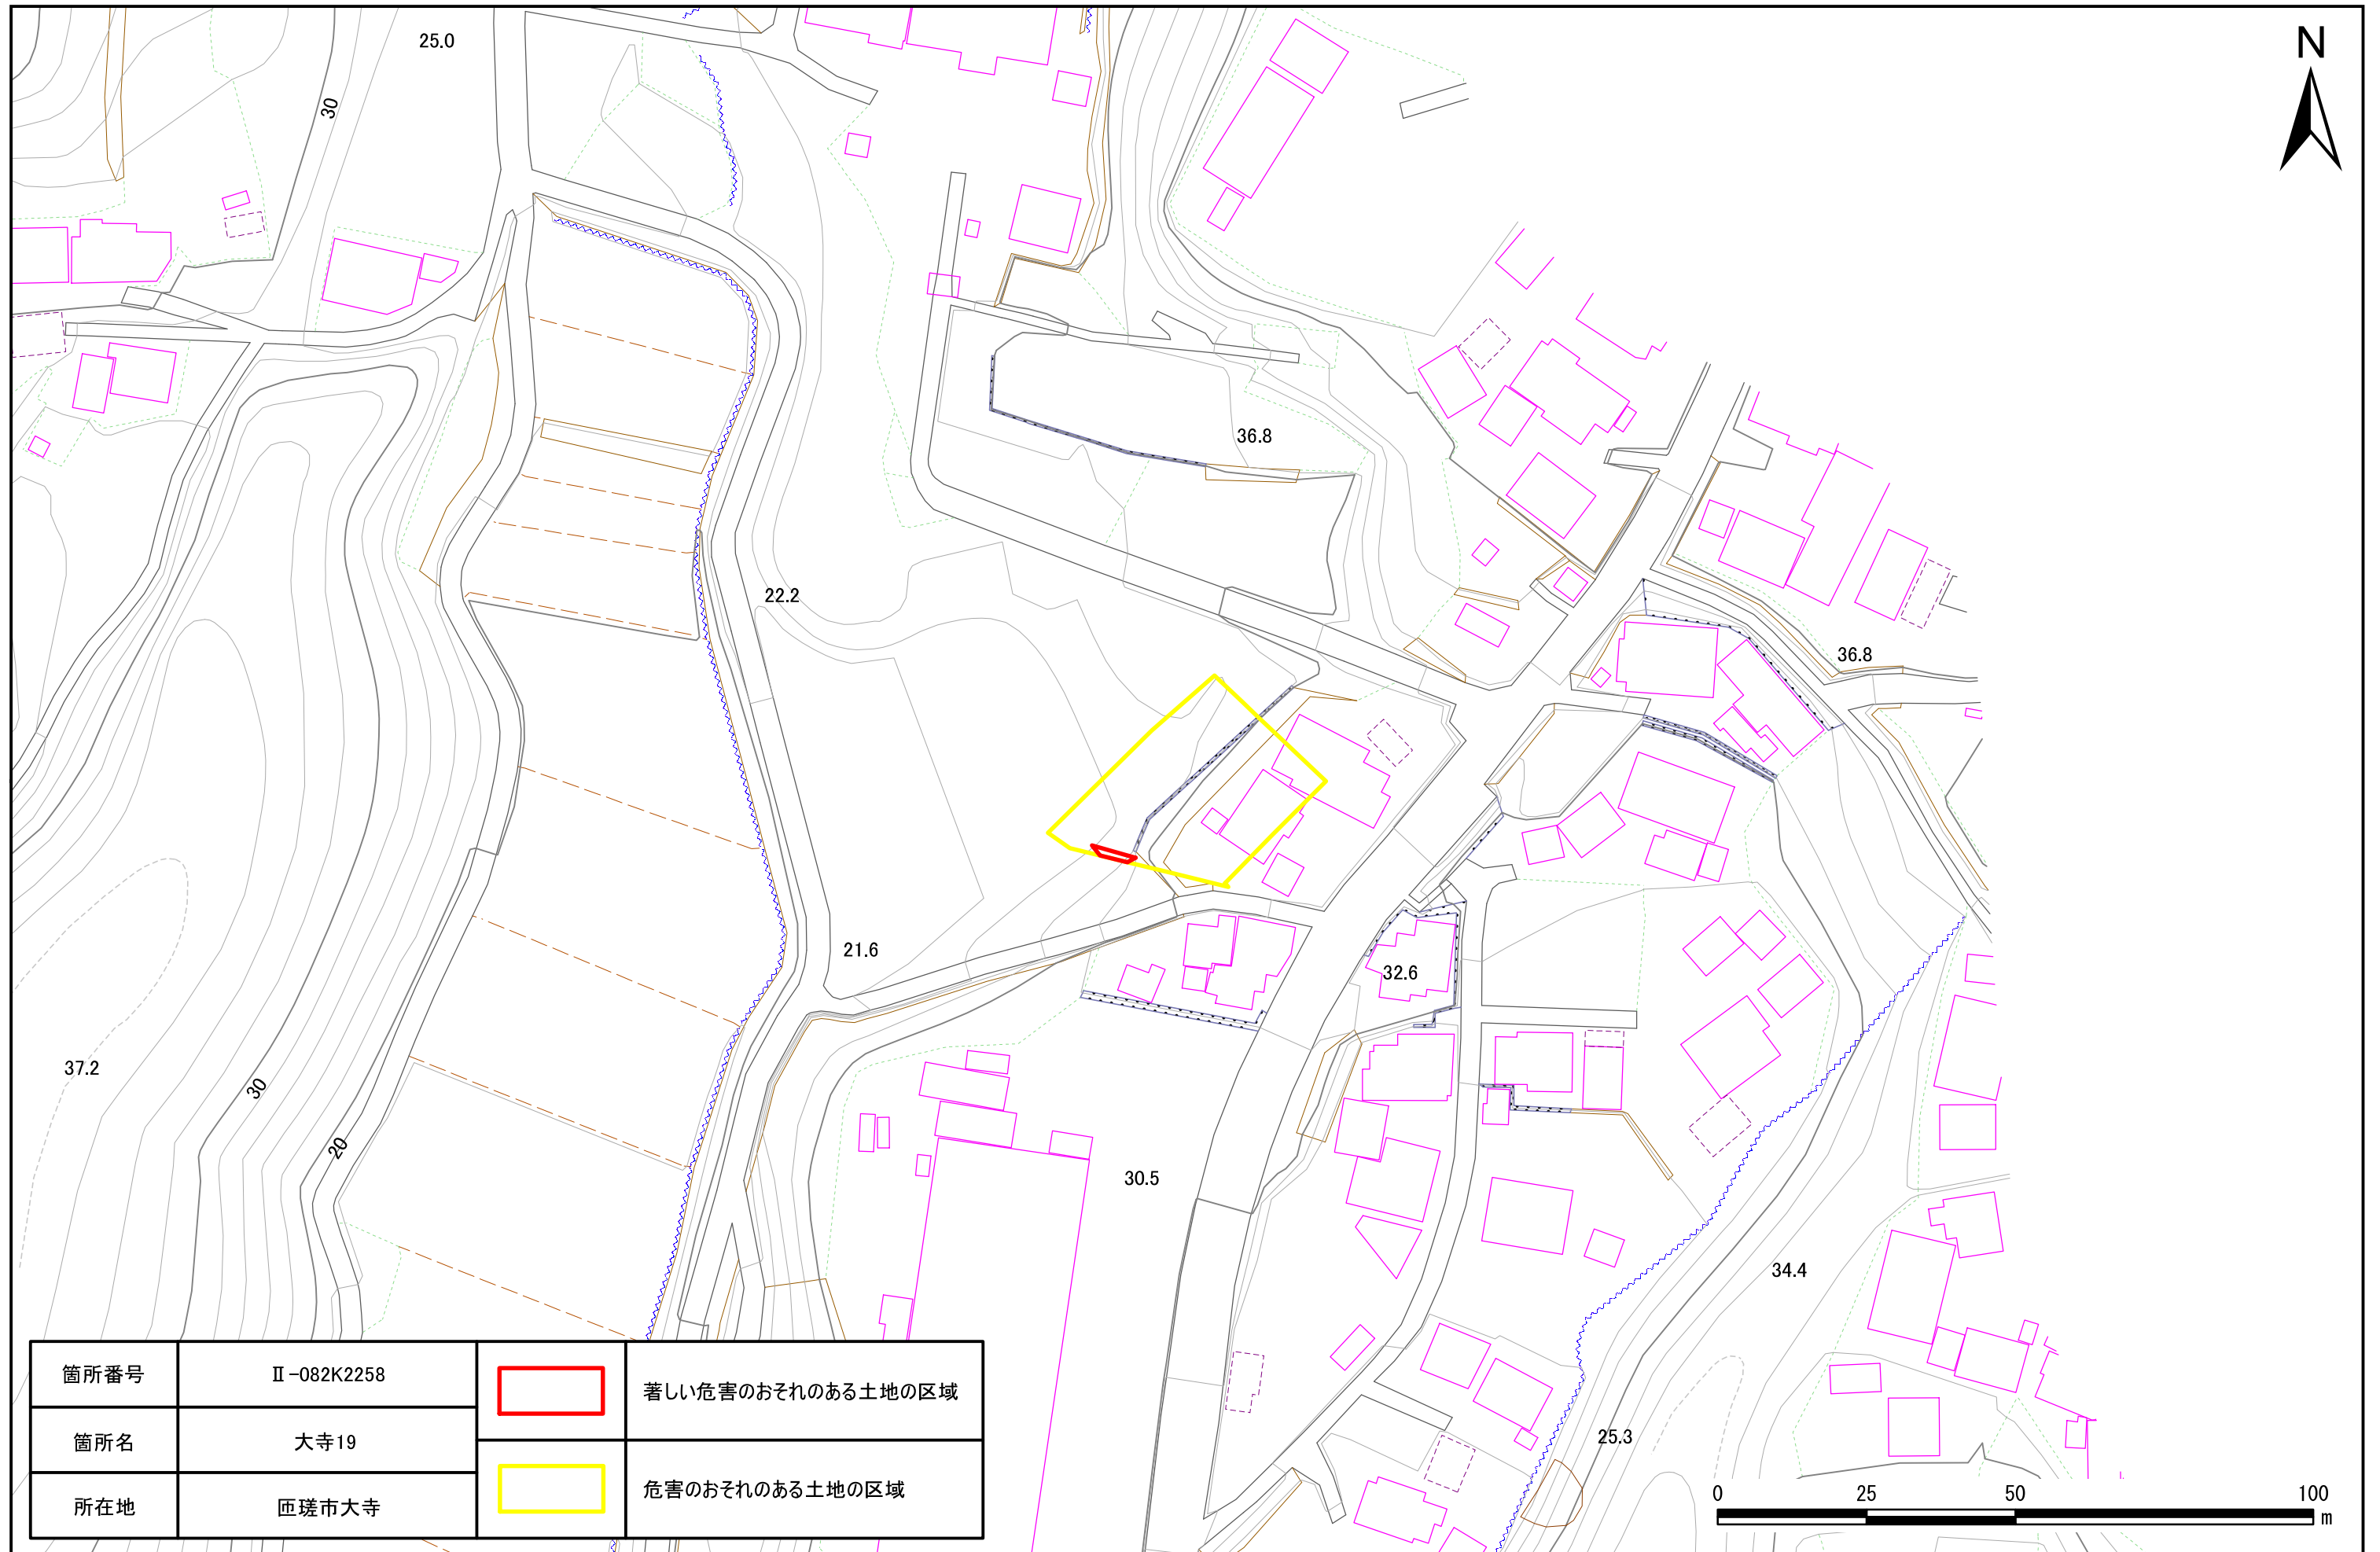 25.0
N
30
36.8
22.2
36.8
21.6
32.6
37.2
30
20
30.5
34.4
25.3
箇所番号 Ⅱ-082K2258
箇所名 大寺19
所在地 匝瑳市大寺
著しい危害のおそれのある土地の区域
危害のおそれのある土地の区域
0 25 50 100
m